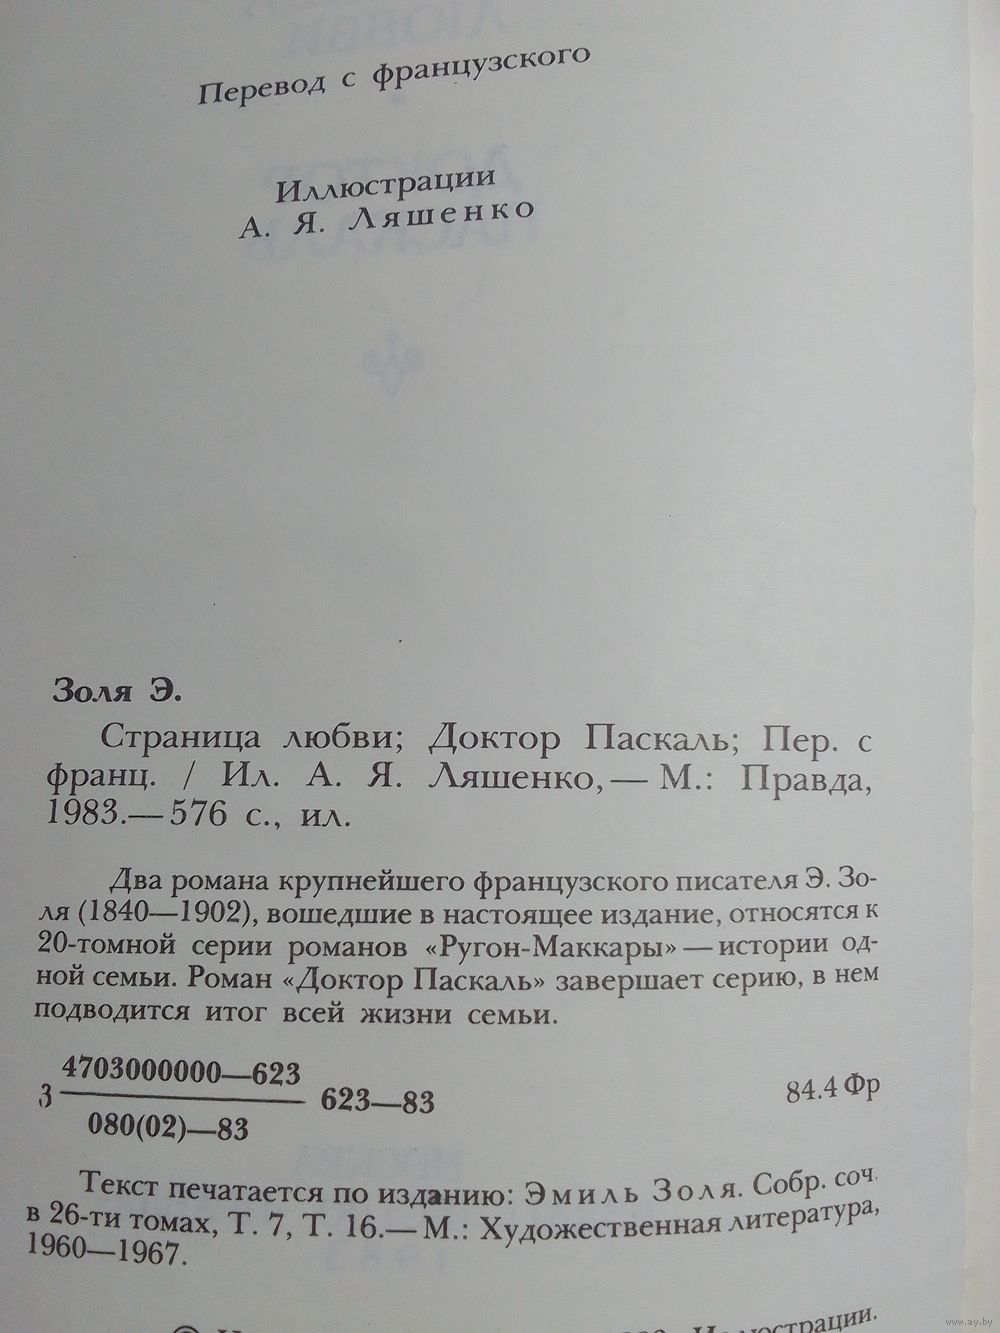 Перевод с французского
Иллюстрации
А. Я. Ляшенко
Золя Э.
Страница любви; Доктор Паскаль; Пер. с
франц. / Ил. А. Я. Ляшенко,— М.: Правда,
1983.—576 с., ил.
Два романа крупнейшего французского писателя Э. Зо-
ля (1840—1902), вошедшие в настоящее издание, относятся к
20-томной серии романов «Ругон-Маккары»—истории од-
ной семьи. Роман «Доктор Паскаль» завершает серию, в нем
подводится итог всей жизни семьи.
З 4703000000—623 623—83 84.4 Фр
080(02)—83
Текст печатается по изданию: Эмиль Золя. Собр. соч.
в 26-ти томах, Т. 7, Т. 16.— М.: Художественная литература,
1960—1967.
Иллюстрации.
www.ay.by